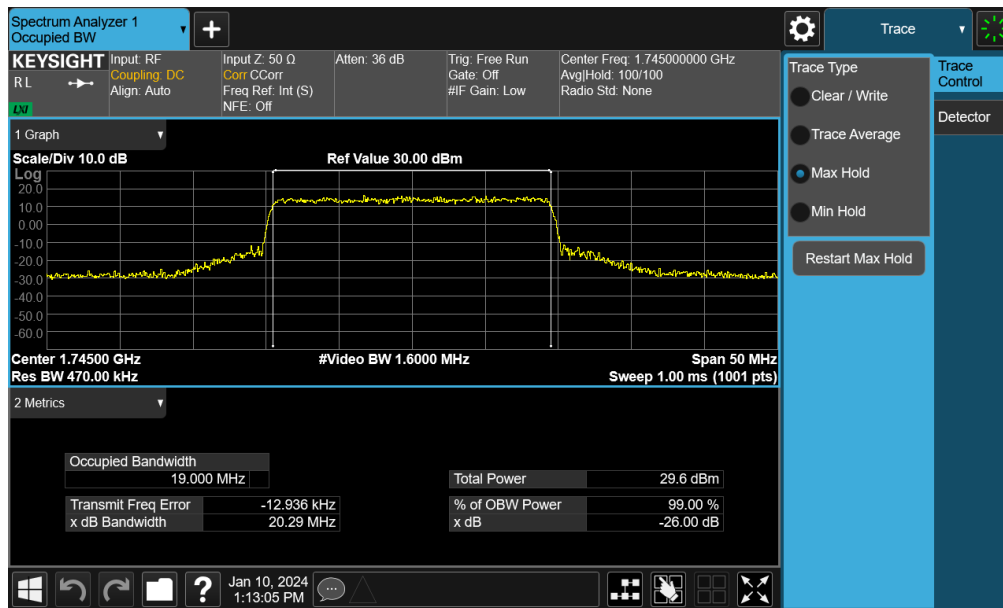 Spectrum Analyzer 1
Occupied BW
+
Trace
KEYSIGHT
R L
LXI
Input: RF
Coupling: DC
Align: Auto
Input Z: 50 Ω
Corr CCorr
Freq Ref: Int (S)
NFE: Off
Atten: 36 dB
Trig: Free Run
Gate: Off
#IF Gain: Low
Center Freq: 1.745000000 GHz
Avg|Hold: 100/100
Radio Std: None
Trace Type
Clear / Write
Trace Average
Max Hold
Min Hold
Restart Max Hold
Trace
Control
Detector
1 Graph
Scale/Div 10.0 dB
Ref Value 30.00 dBm
Log
20.0
10.0
0.00
-10.0
-20.0
-30.0
-40.0
-50.0
-60.0
Center 1.74500 GHz
#Video BW 1.6000 MHz
Span 50 MHz
Res BW 470.00 kHz
Sweep 1.00 ms (1001 pts)
2 Metrics
Occupied Bandwidth
19.000 MHz
Total Power 29.6 dBm
Transmit Freq Error -12.936 kHz
% of OBW Power 99.00 %
x dB Bandwidth 20.29 MHz
x dB -26.00 dB
?
Jan 10, 2024
1:13:05 PM